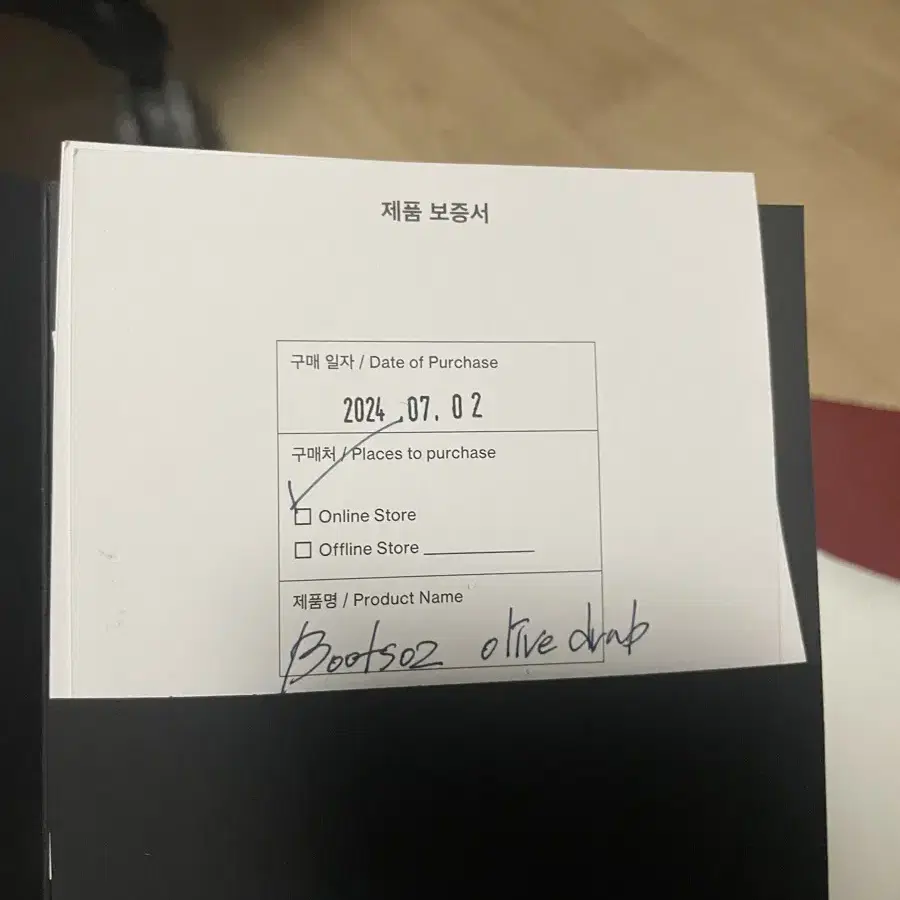 제품 보증서
구매 일자 / Date of Purchase
2024 .07. 02
구매처 / Places to purchase
Online Store
Offline Store
제품명 / Product Name
Boots02 olive drab